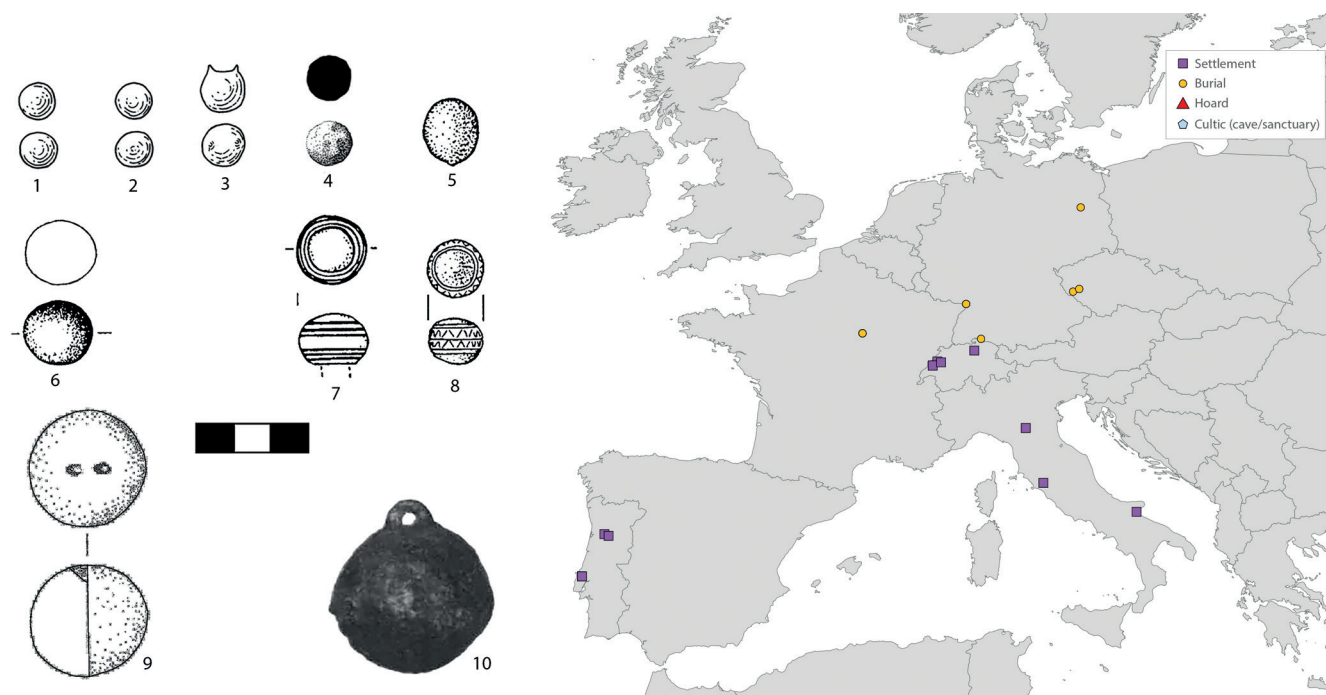 1 2 3 4 5
6 7 8
9 10
Settlement
Burial
Hoard
Cultic (cave/sanctuary)